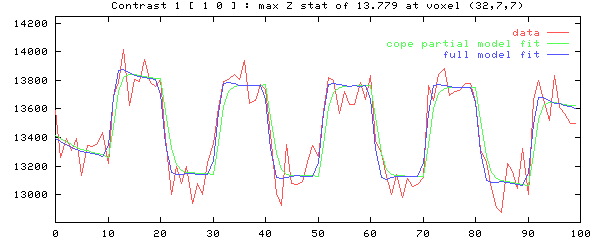 Contrast 1 [ 1 0 ] : max Z stat of 13.779 at voxel (32,7,7)
data
cope partial model fit
full model fit
14200
14000
13800
13600
13400
13200
13000
0 10 20 30 40 50 60 70 80 90 100